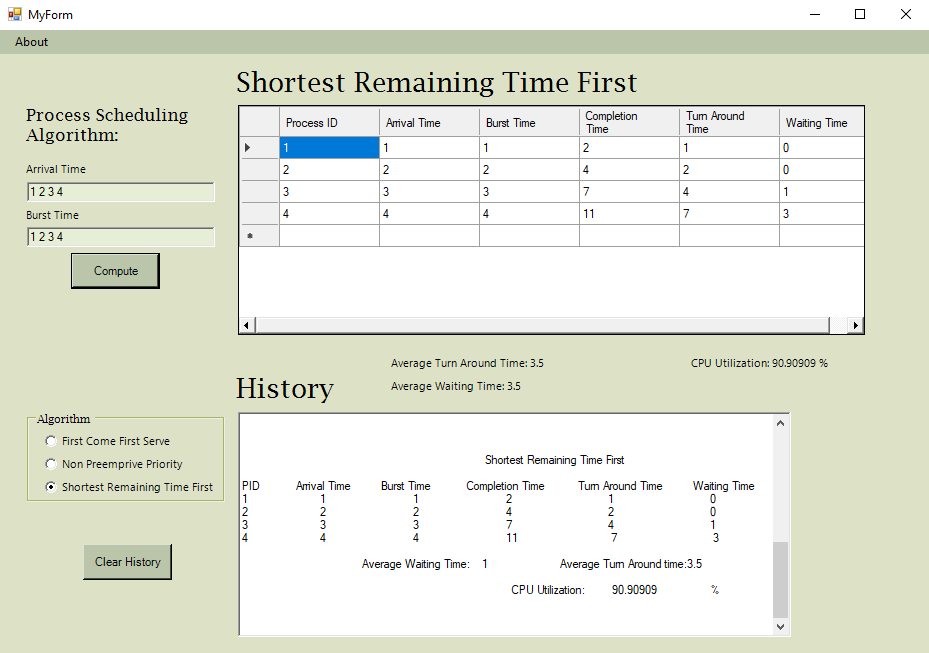 MyForm
About
Shortest Remaining Time First
Process Scheduling
Algorithm:
Arrival Time
1 2 3 4
Burst Time
1 2 3 4
Compute
Process ID Arrival Time Burst Time Completion Time Turn Around Time Waiting Time
1 1 1 2 1 0
2 2 2 4 2 0
3 3 3 7 4 1
4 4 4 11 7 3
Average Turn Around Time: 3.5 CPU Utilization: 90.90909 %
Average Waiting Time: 3.5
History
Algorithm
First Come First Serve
Non Preemprive Priority
Shortest Remaining Time First
Clear History
Shortest Remaining Time First
PID Arrival Time Burst Time Completion Time Turn Around Time Waiting Time
1 1 1 2 1 0
2 2 2 4 2 0
3 3 3 7 4 1
4 4 4 11 7 3
Average Waiting Time: 1 Average Turn Around time:3.5
CPU Utilization: 90.90909 %